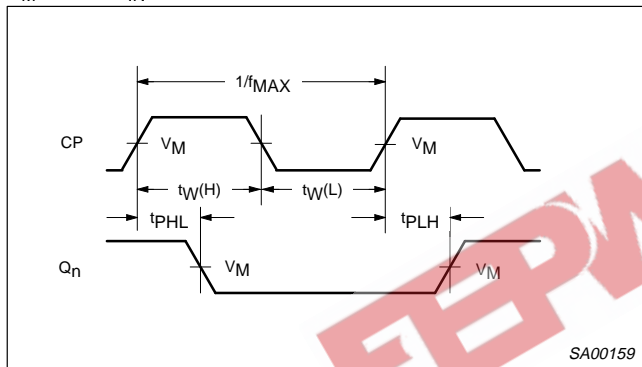 1/fMAX
CP VM VM
tW(H) tW(L)
tPHL tPLH
Qn VM VM
SA00159